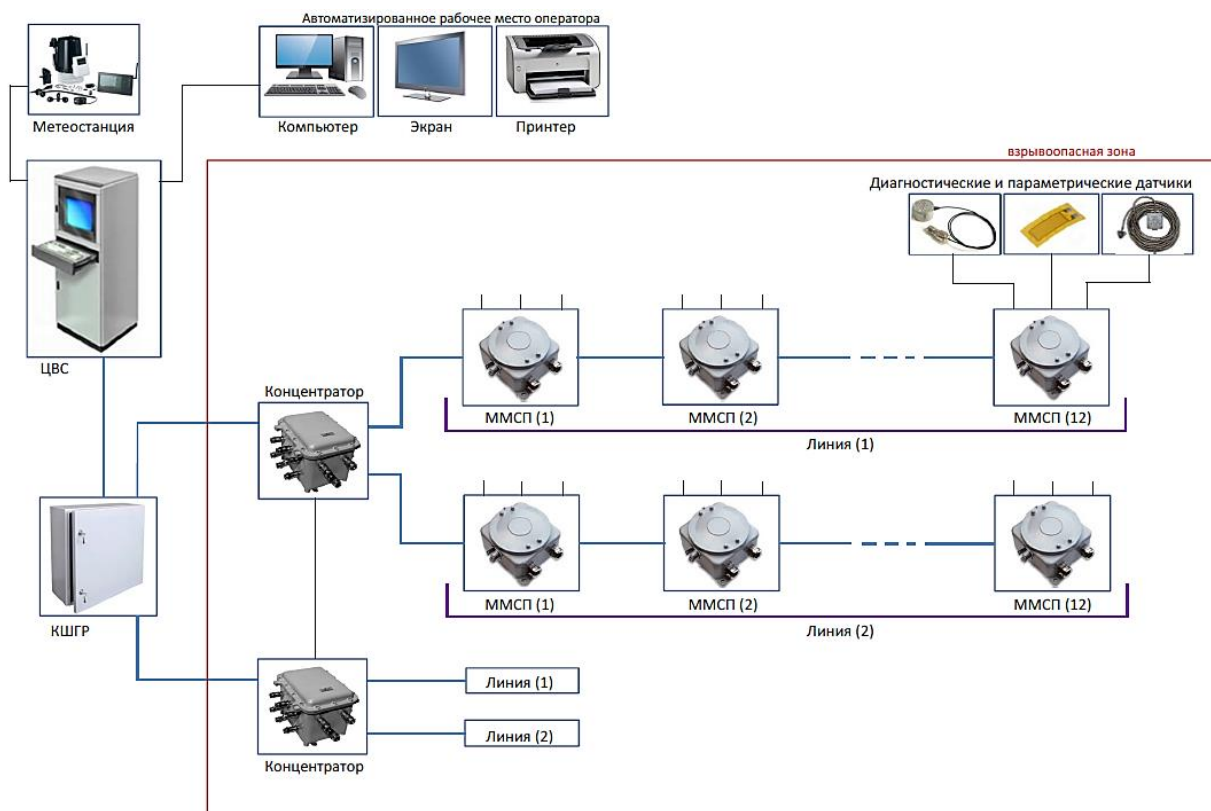 Автоматизированное рабочее место оператора
Метеостанция
Компьютер
Экран
Принтер
взрывоопасная зона
Диагностические и параметрические датчики
ЦВС
Концентратор
ММСП (1)
ММСП (2)
ММСП (12)
Линия (1)
ММСП (1)
ММСП (2)
ММСП (12)
Линия (2)
КШГР
Линия (1)
Линия (2)
Концентратор